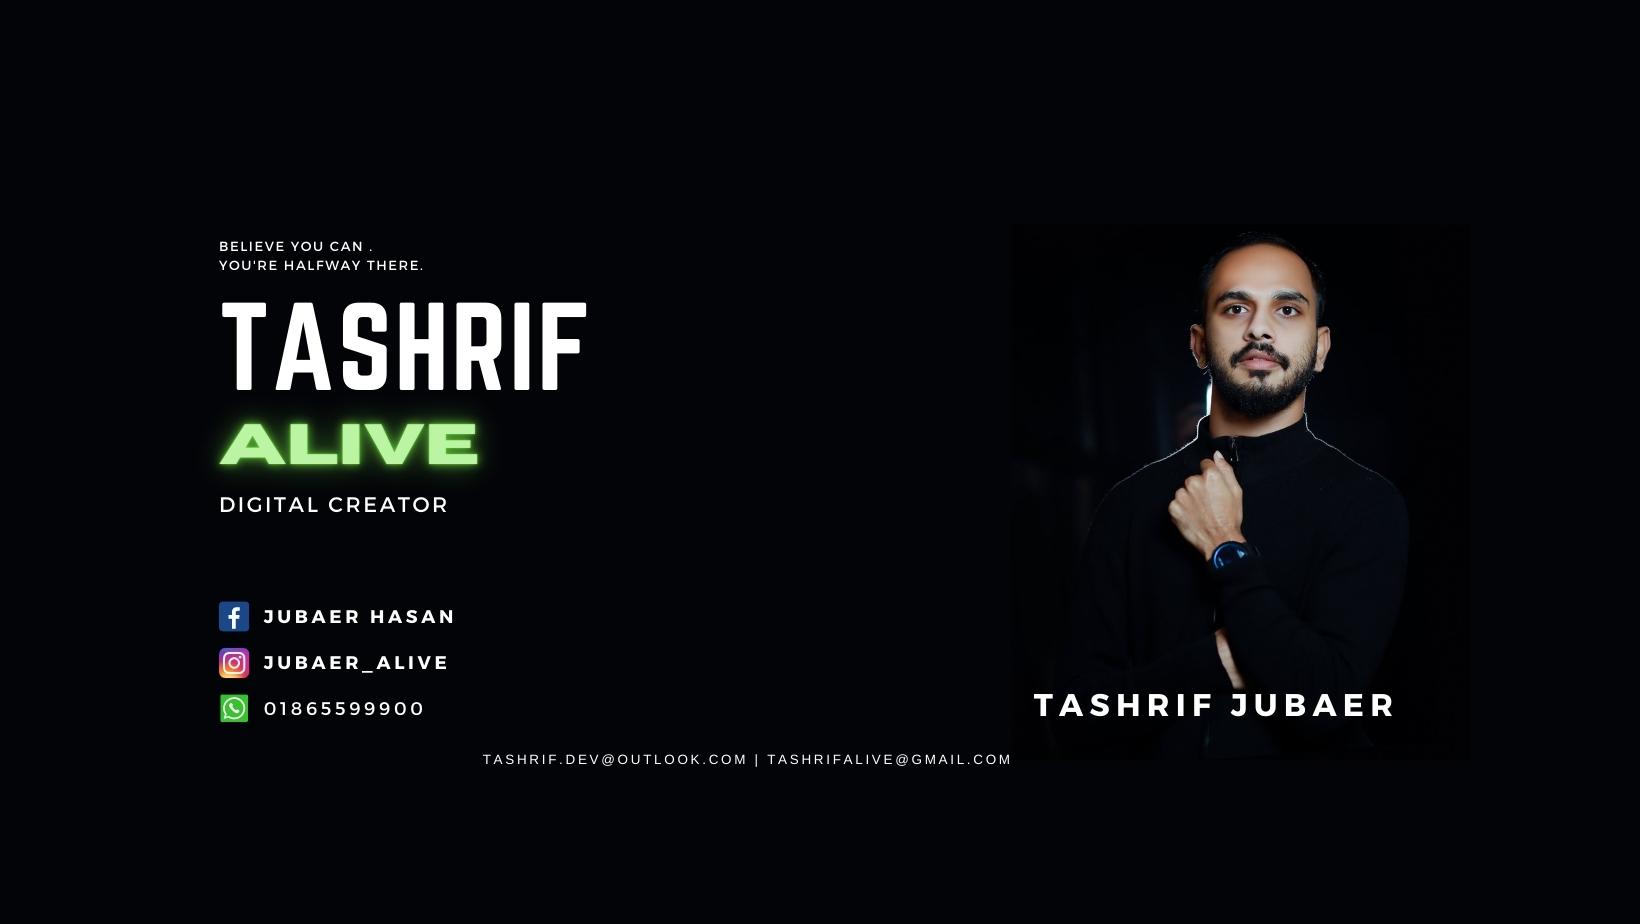 BELIEVE YOU CAN .
YOU'RE HALFWAY THERE.
TASHRIF
ALIVE
DIGITAL CREATOR
JUBAER HASAN
JUBAER_ALIVE
01865599900
TASHRIF JUBAER
TASHRIF.DEV@OUTLOOK.COM | TASHRIFALIVE@GMAIL.COM